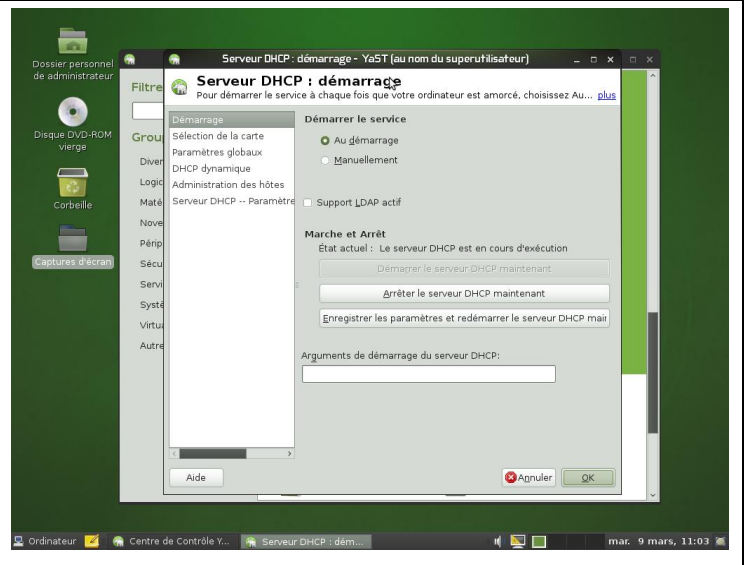 Dossier personnel
de administrateur
Disque DVD-ROM
vierge
Corbeille
Captures d'écran
Filtre
Group
Diver
Logic
Maté
Nove
Périp
Sécu
Servi
Systè
Virtua
Autre
Serveur DHCP : démarrage - YaST (au nom du superutilisateur)
Serveur DHCP : démarrage
Pour démarrer le service à chaque fois que votre ordinateur est amorcé, choisissez Au... plus
Démarrage
Sélection de la carte
Paramètres globaux
DHCP dynamique
Administration des hôtes
Serveur DHCP -- Paramètre
Démarrer le service
Au démarrage
Manuellement
Support LDAP actif
Marche et Arrêt
État actuel : Le serveur DHCP est en cours d'exécution
Démarrer le serveur DHCP maintenant
Arrêter le serveur DHCP maintenant
Enregistrer les paramètres et redémarrer le serveur DHCP main
Arguments de démarrage du serveur DHCP:
Aide
Annuler
OK
Ordinateur
Centre de Contrôle Y...
Serveur DHCP : dém...
mar. 9 mars, 11:03